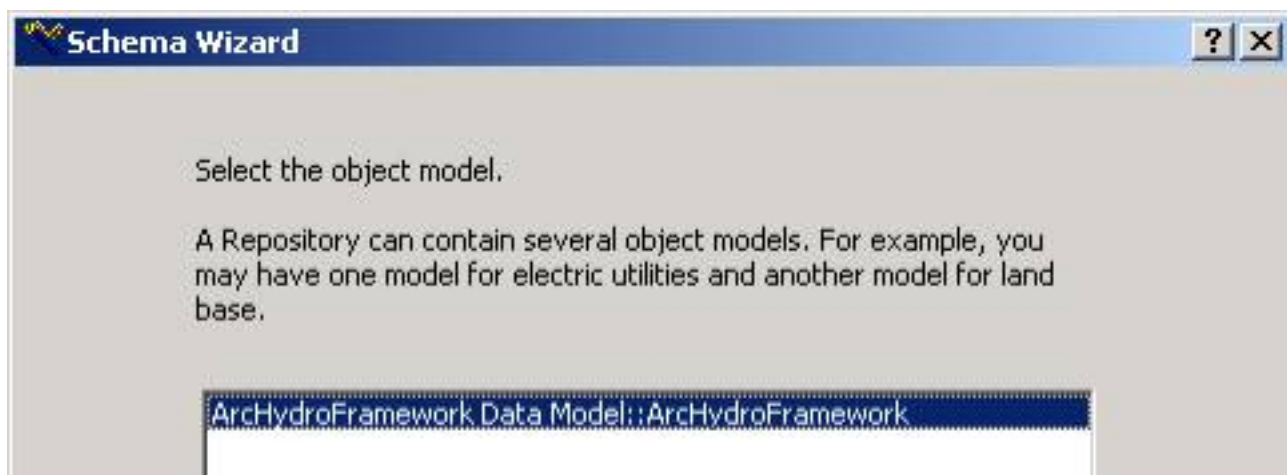 Schema Wizard
Select the object model.
A Repository can contain several object models. For example, you
may have one model for electric utilities and another model for land
base.
ArcHydroFramework Data Model::ArcHydroFramework